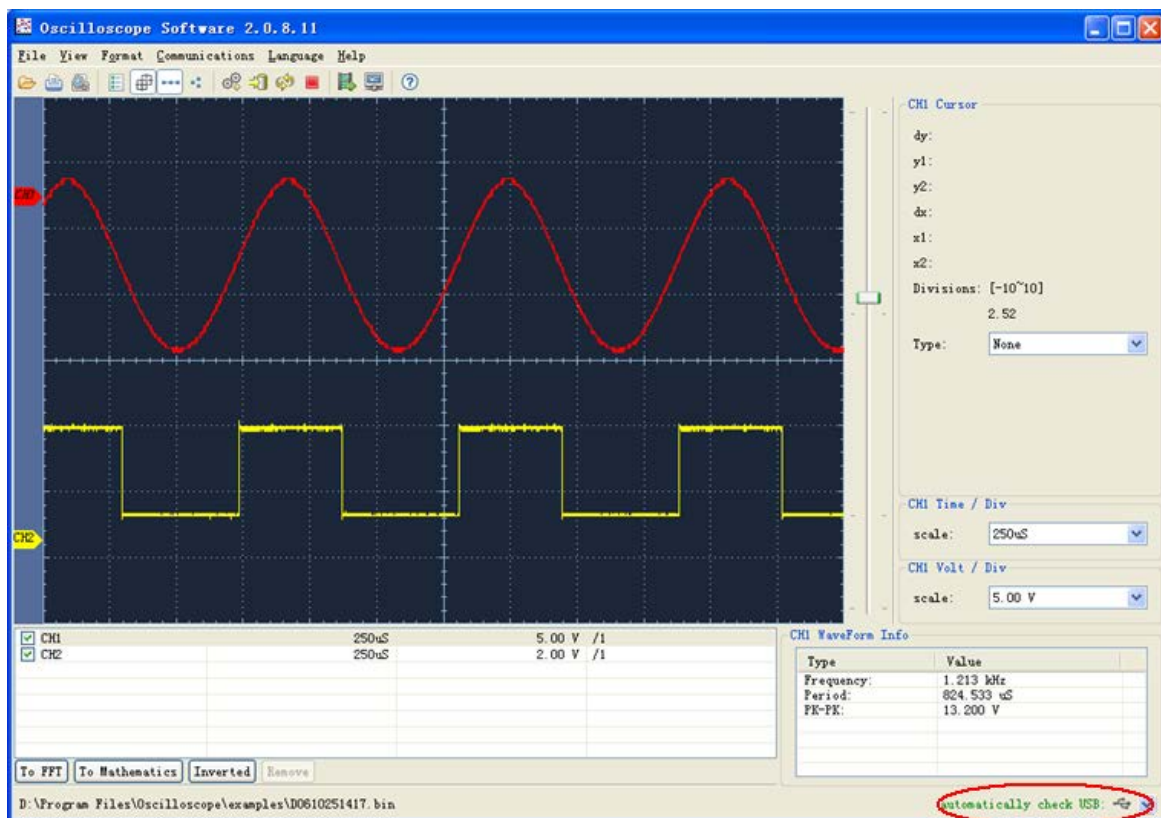 Oscilloscope Software 2.0.8.11
File View Format Communications Language Help
CH1 Cursor
dy:
y1:
y2:
dx:
x1:
x2:
Divisions: [-10~10]
2.52
Type: None
CH1
CH2
CH1 Time / Div
scale: 250uS
CH1 Volt / Div
scale: 5.00 V
CH1 250uS 5.00 V /1
CH2 250uS 2.00 V /1
CH1 WaveForm Info
Type Value
Frequency: 1.213 kHz
Period: 824.533 uS
PK-PK: 13.200 V
To FFT To Mathematics Inverted Remove
D:\Program Files\Oscilloscope\examples\D0610251417.bin
automatically check USB: